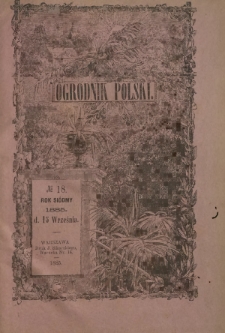 OGRODNIK POLSKI.
№ 18.
ROK SIÓDMY
1885.
d. 15 Września.
WARSZAWA.
1885.